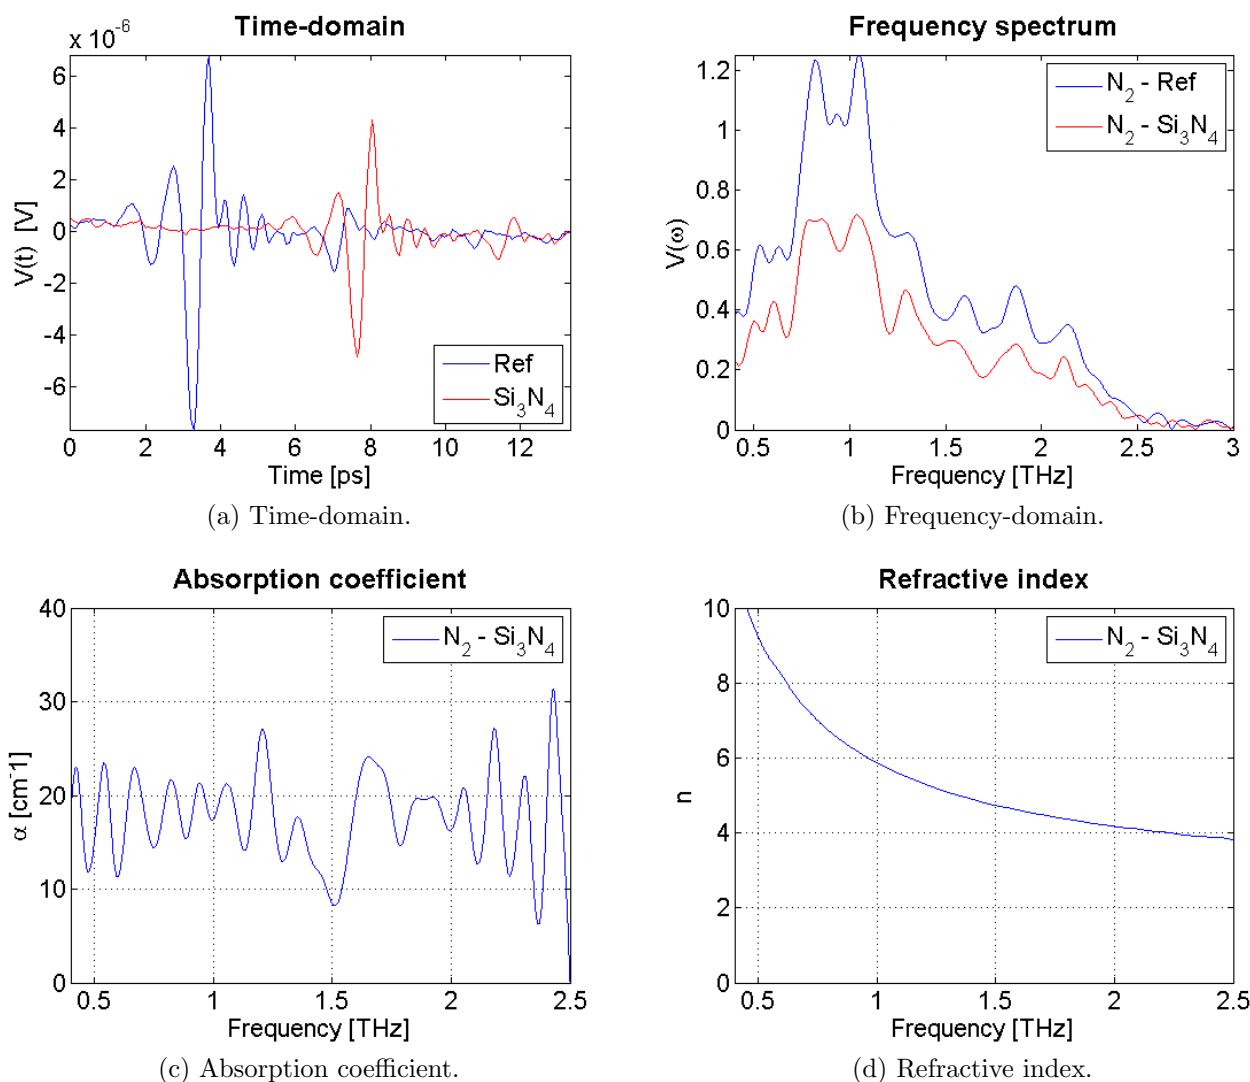 Time-domain
x 10-6
6
4
2
0
-2
-4
-6
V(t) [V]
Ref
Si3N4
0 2 4 6 8 10 12
Time [ps]
(a) Time-domain.
Frequency spectrum
1.2
1
0.8
0.6
0.4
0.2
0
V(ω)
N2 - Ref
N2 - Si3N4
0.5 1 1.5 2 2.5 3
Frequency [THz]
(b) Frequency-domain.
Absorption coefficient
40
30
20
10
0
α [cm-1]
N2 - Si3N4
0.5 1 1.5 2 2.5
Frequency [THz]
(c) Absorption coefficient.
Refractive index
10
8
6
4
2
0
n
N2 - Si3N4
0.5 1 1.5 2 2.5
Frequency [THz]
(d) Refractive index.